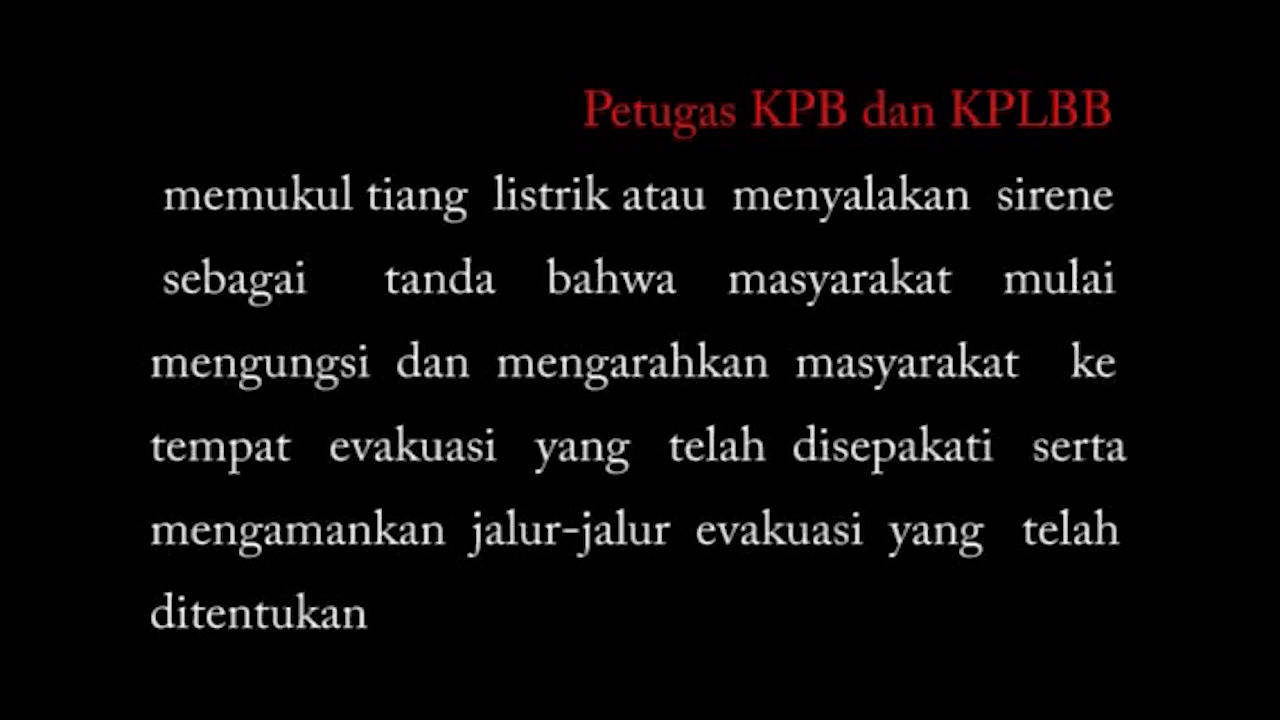 Petugas KPB dan KPLBB
memukul tiang listrik atau menyalakan sirene
sebagai tanda bahwa masyarakat mulai
mengungsi dan mengarahkan masyarakat ke
tempat evakuasi yang telah disepakati serta
mengamankan jalur-jalur evakuasi yang telah
ditentukan